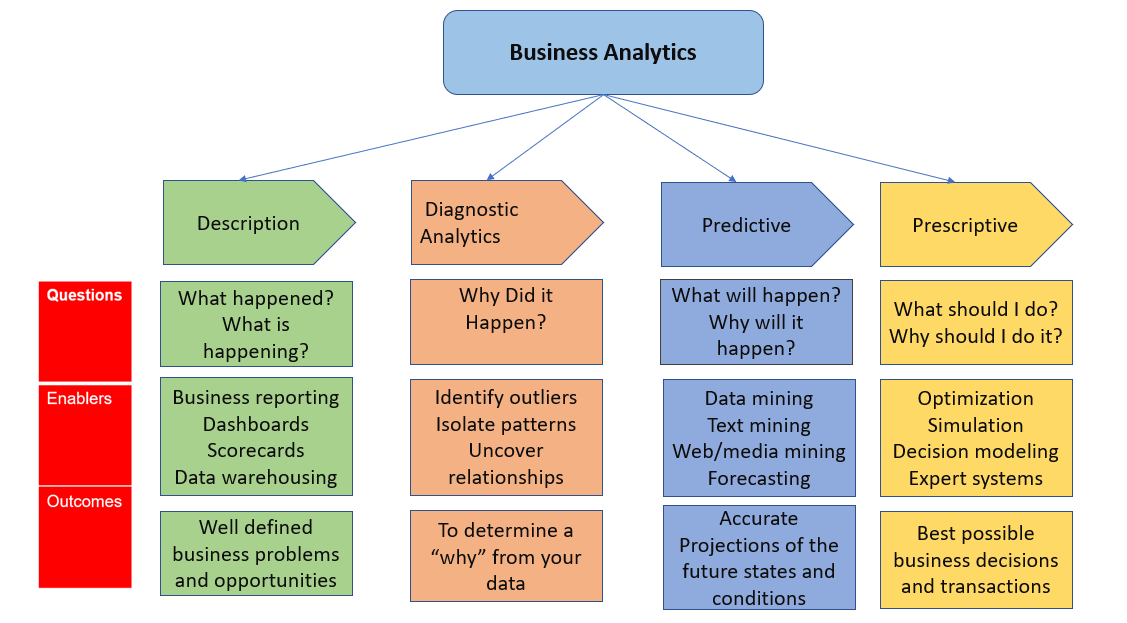 Business Analytics
Description
Diagnostic
Analytics
Predictive
Prescriptive
Questions
What happened?
What is
happening?
Why Did it
Happen?
What will happen?
Why will it
happen?
What should I do?
Why should I do it?
Enablers
Business reporting
Dashboards
Scorecards
Data warehousing
Identify outliers
Isolate patterns
Uncover
relationships
Data mining
Text mining
Web/media mining
Forecasting
Optimization
Simulation
Decision modeling
Expert systems
Outcomes
Well defined
business problems
and opportunities
To determine a
“why” from your
data
Accurate
Projections of the
future states and
conditions
Best possible
business decisions
and transactions